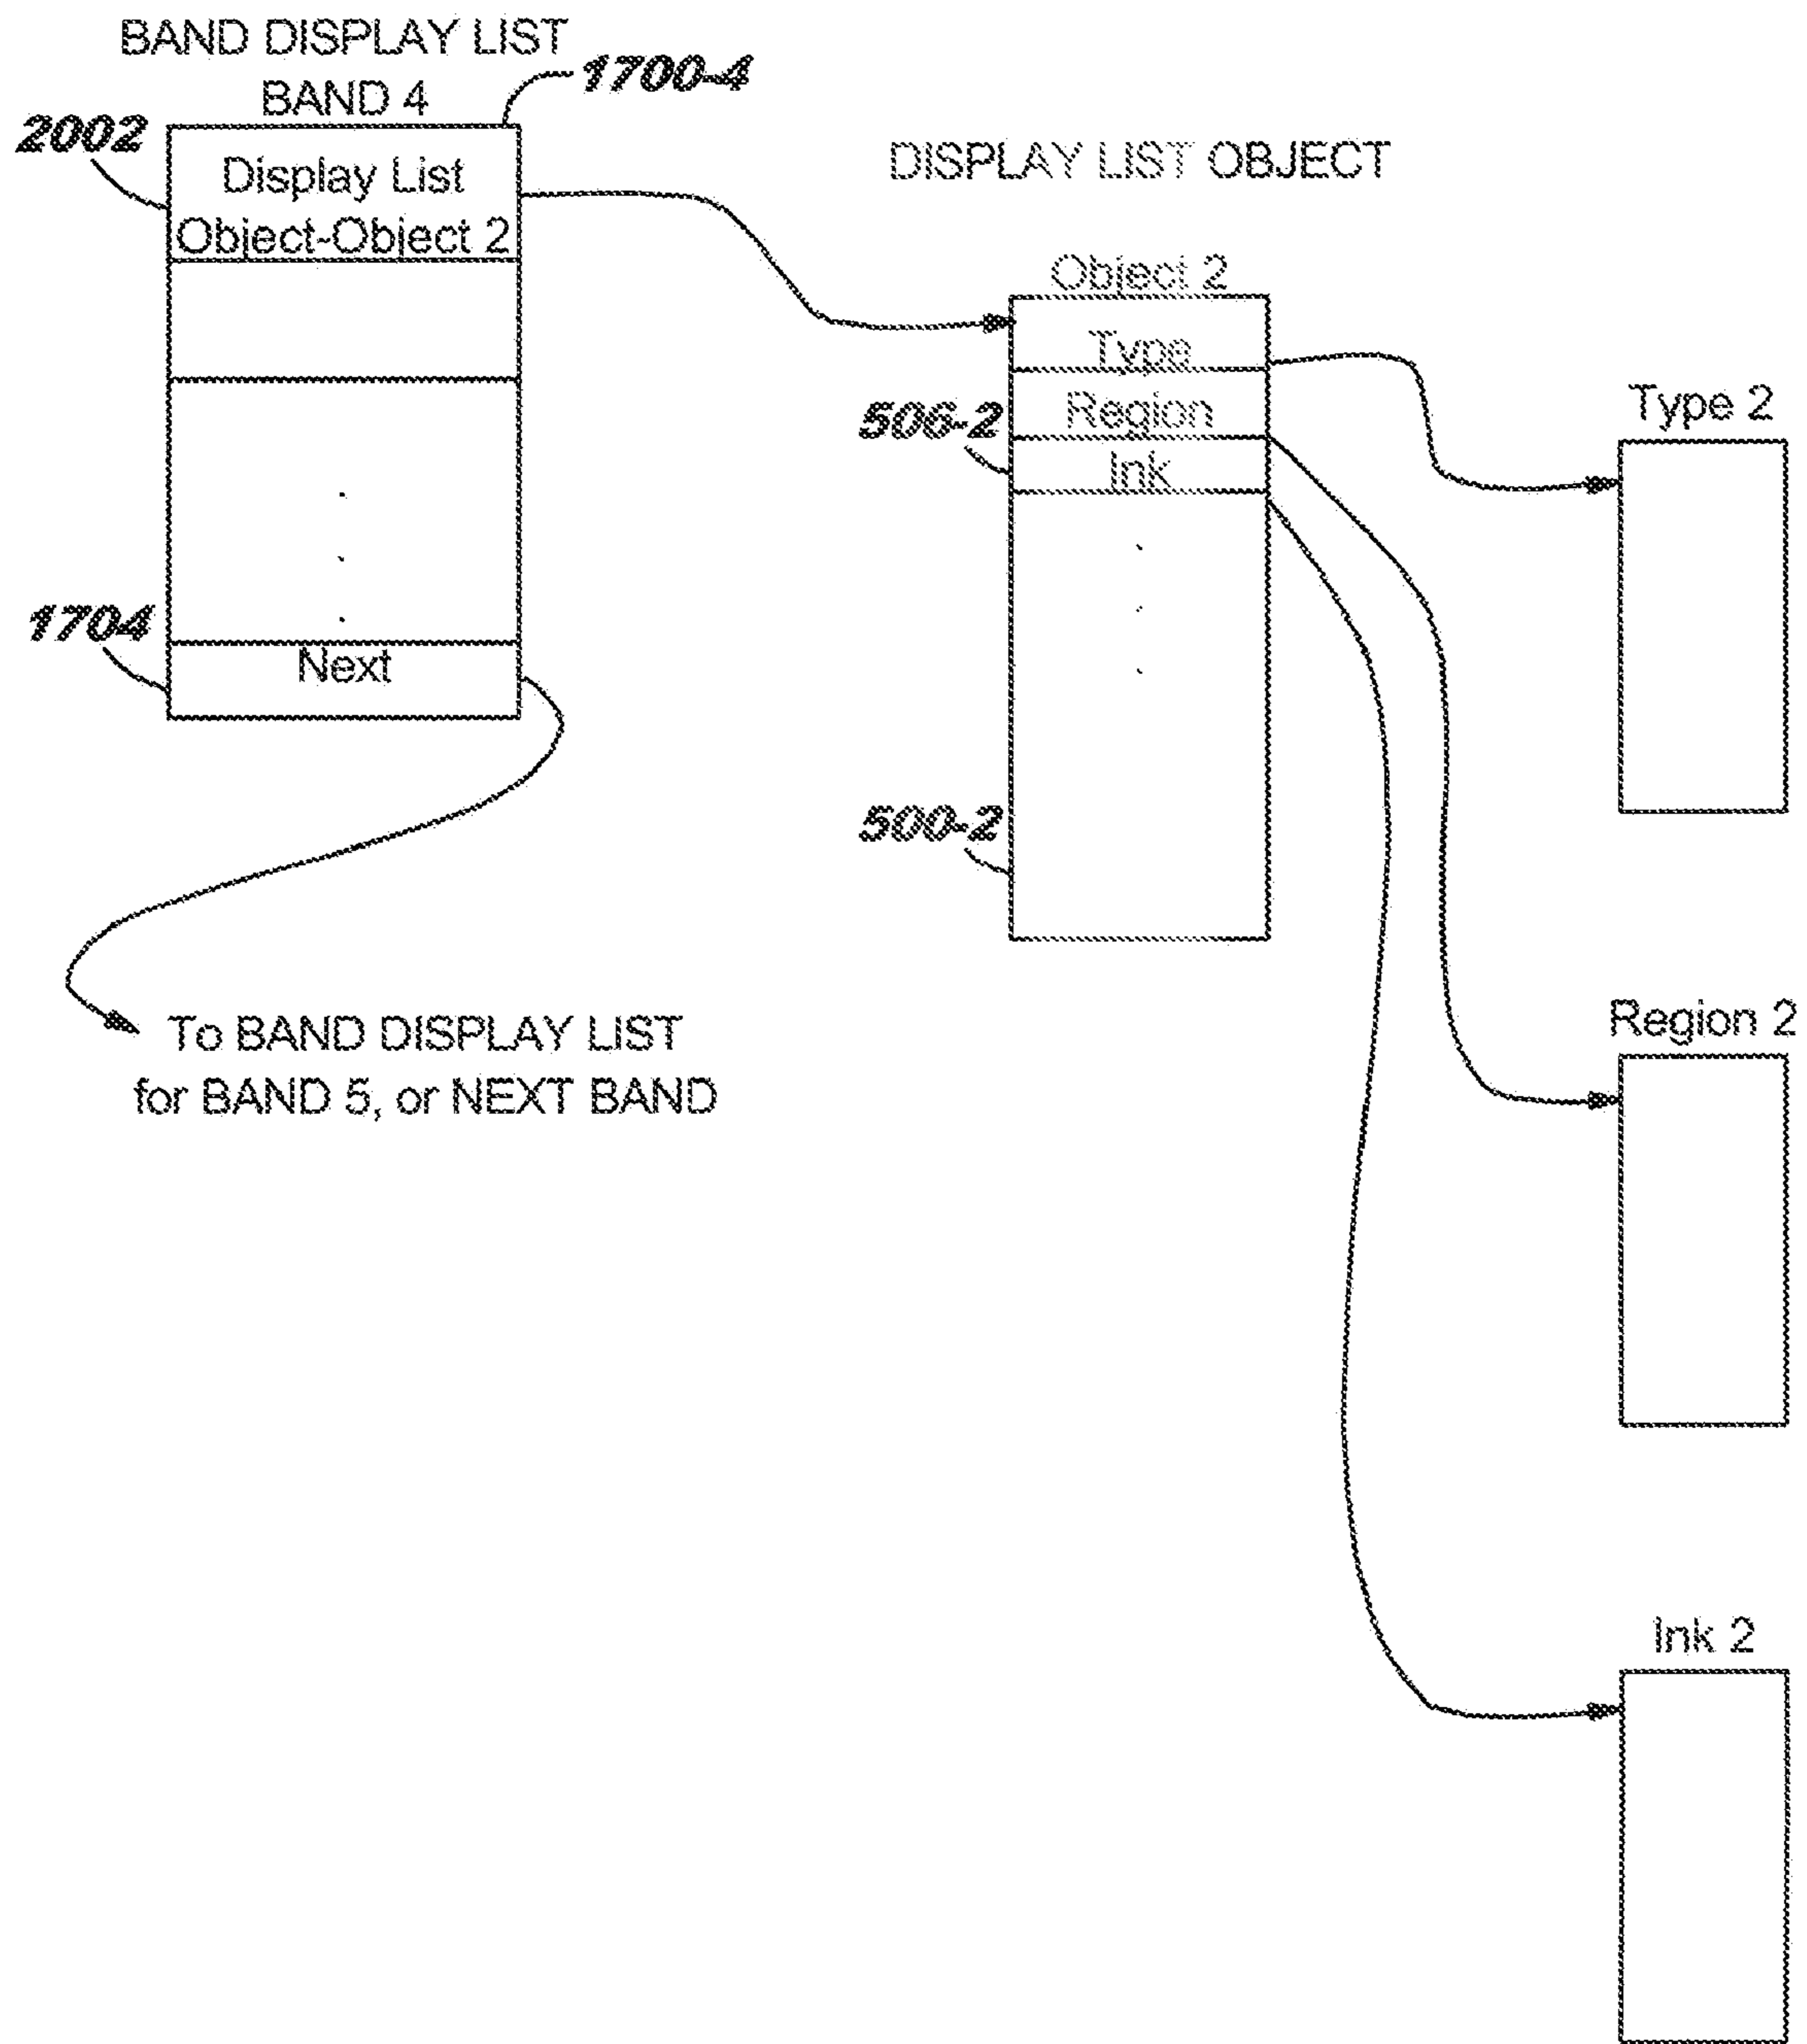 BAND DISPLAY LIST
BAND 4
1700-4
2002
Display List
Object-Object 2
1704
Next
To BAND DISPLAY LIST
for BAND 5, or NEXT BAND
DISPLAY LIST OBJECT
Object 2
Type
506-2
Region
Ink
500-2
Type 2
Region 2
Ink 2